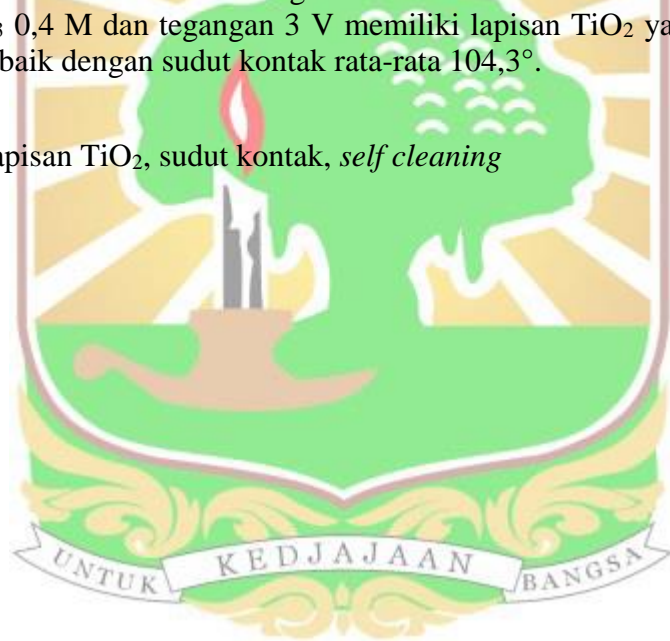 ₃ 0,4 M dan tegangan 3 V memiliki lapisan TiO₂ ya
baik dengan sudut kontak rata-rata 104,3°.
apisan TiO₂, sudut kontak, self cleaning
UNTUK KEDJAJAAN BANGSA